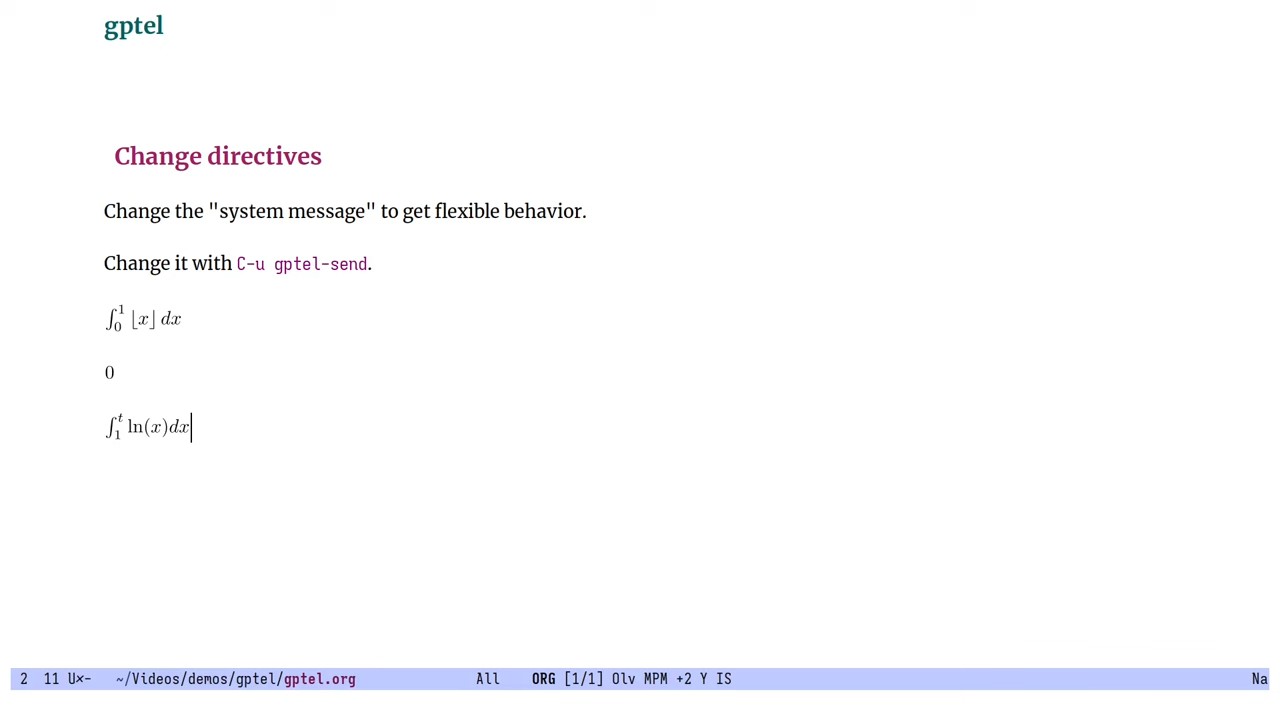 gptel
Change directives
Change the "system message" to get flexible behavior.
Change it with C-u gptel-send.
∫₀¹ ⌊x⌋ dx
0
∫₁ᵗ ln(x)dx
2 11 U×- ~/Videos/demos/gptel/gptel.org All ORG [1/1] Olv MPM +2 Y IS Na